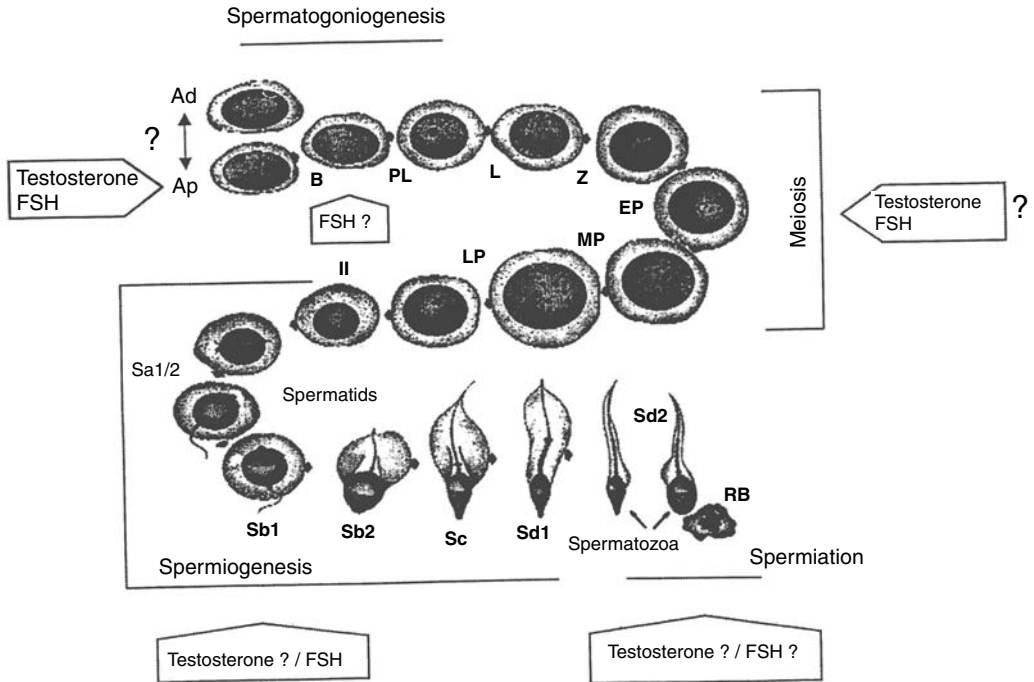 Spermatogoniogenesis
Ad
?
Ap
Testosterone
FSH
B
PL
L
Z
EP
MP
LP
II
FSH ?
Meiosis
Testosterone
FSH
?
Sa1/2
Spermatids
Sb1
Sb2
Sc
Sd1
Sd2
RB
Spermatozoa
Spermiogenesis
Spermiation
Testosterone ? / FSH
Testosterone ? / FSH ?